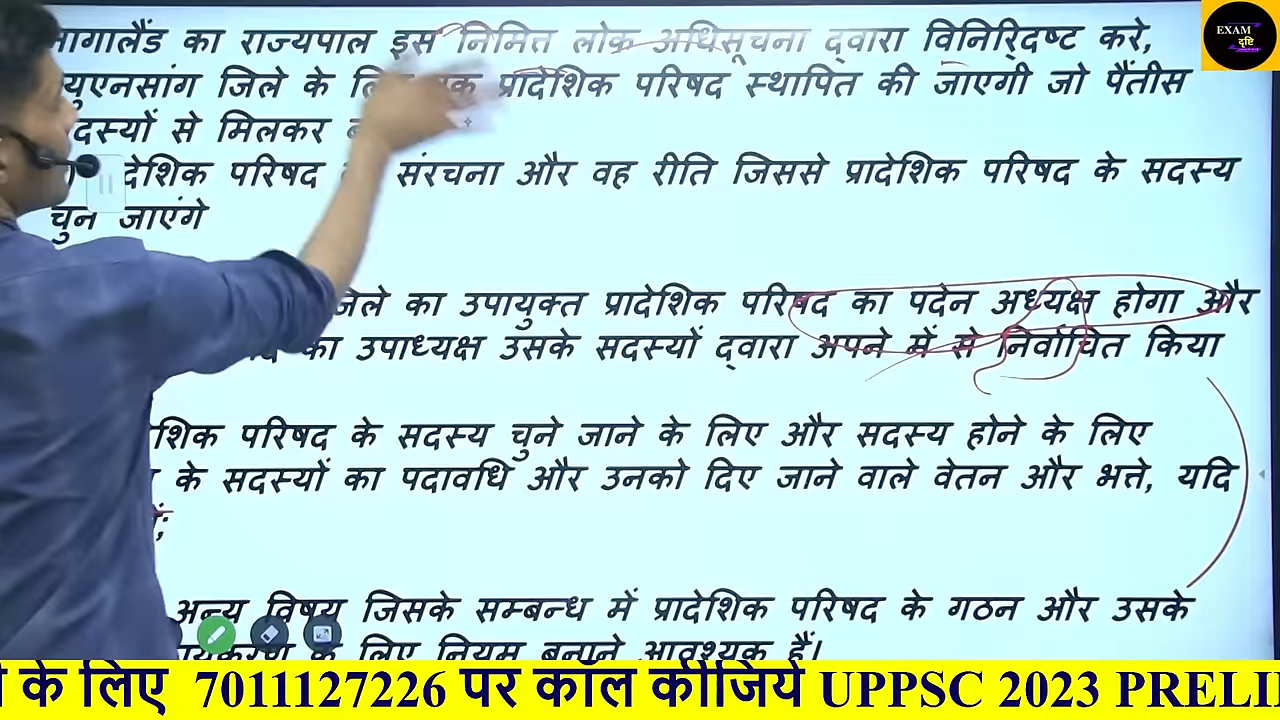 EXAM
दृष्टि
नागालैंड का राज्यपाल इस निमित्त लोक अधिसूचना द्वारा विनिर्दिष्ट करे,
युएनसांग जिले के लिए एक प्रादेशिक परिषद स्थापित की जाएगी जो पैंतीस
सदस्यों से मिलकर
देशिक परिषद संरचना और वह रीति जिससे प्रादेशिक परिषद के सदस्य
चुने जाएंगे
जिले का उपायुक्त प्रादेशिक परिषद का पदेन अध्यक्ष होगा और
का उपाध्यक्ष उसके सदस्यों द्वारा अपने में से निर्वाचित किया
शिक परिषद के सदस्य चुने जाने के लिए और सदस्य होने के लिए
के सदस्यों का पदावधि और उनको दिए जाने वाले वेतन और भत्ते, यदि
अन्य विषय जिसके सम्बन्ध में प्रादेशिक परिषद के गठन और उसके
के लिए नियम बनाने आवश्यक हैं।
के लिए 7011127226 पर कॉल कीजिये UPPSC 2023 PRELI